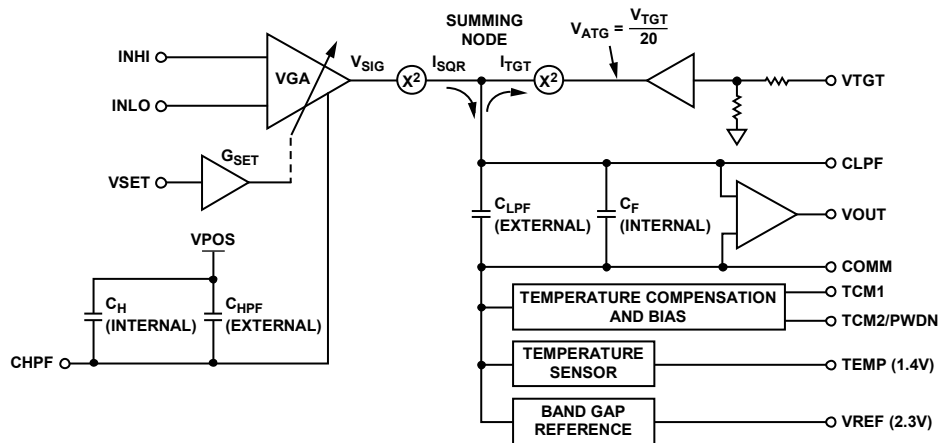 SUMMING
NODE
V_ATG = V_TGT / 20
INHI
INLO
VGA
V_SIG
X²
I_SQR
I_TGT
X²
VTGT
VSET
G_SET
CLPF
C_LPF
(EXTERNAL)
C_F
(INTERNAL)
VOUT
VPOS
COMM
C_H
(INTERNAL)
C_HPF
(EXTERNAL)
TEMPERATURE COMPENSATION
AND BIAS
TCM1
TCM2/PWDN
CHPF
TEMPERATURE
SENSOR
TEMP (1.4V)
BAND GAP
REFERENCE
VREF (2.3V)